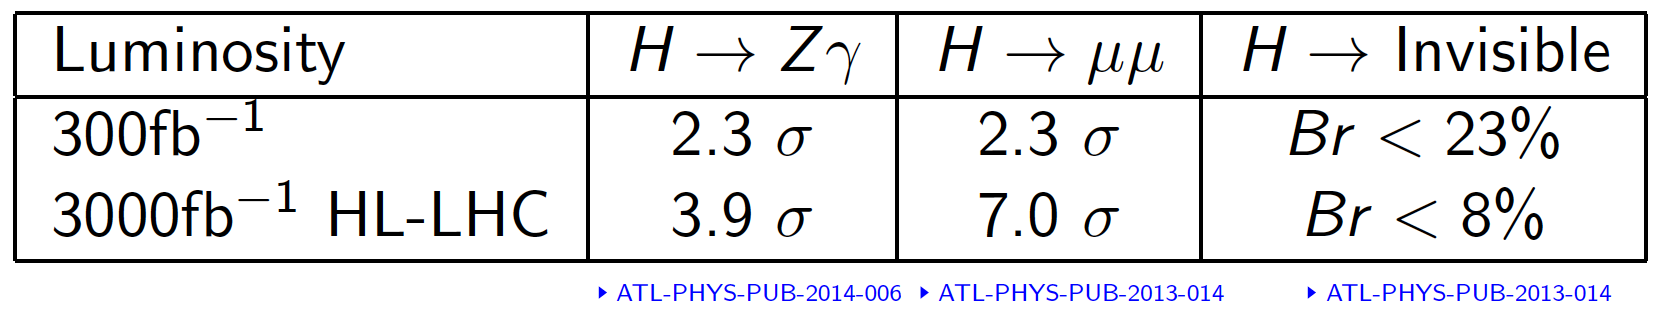 Luminosity H → Zγ H → μμ H → Invisible
300fb⁻¹ 2.3 σ 2.3 σ Br < 23%
3000fb⁻¹ HL-LHC 3.9 σ 7.0 σ Br < 8%
▸ ATL-PHYS-PUB-2014-006 ▸ ATL-PHYS-PUB-2013-014 ▸ ATL-PHYS-PUB-2013-014